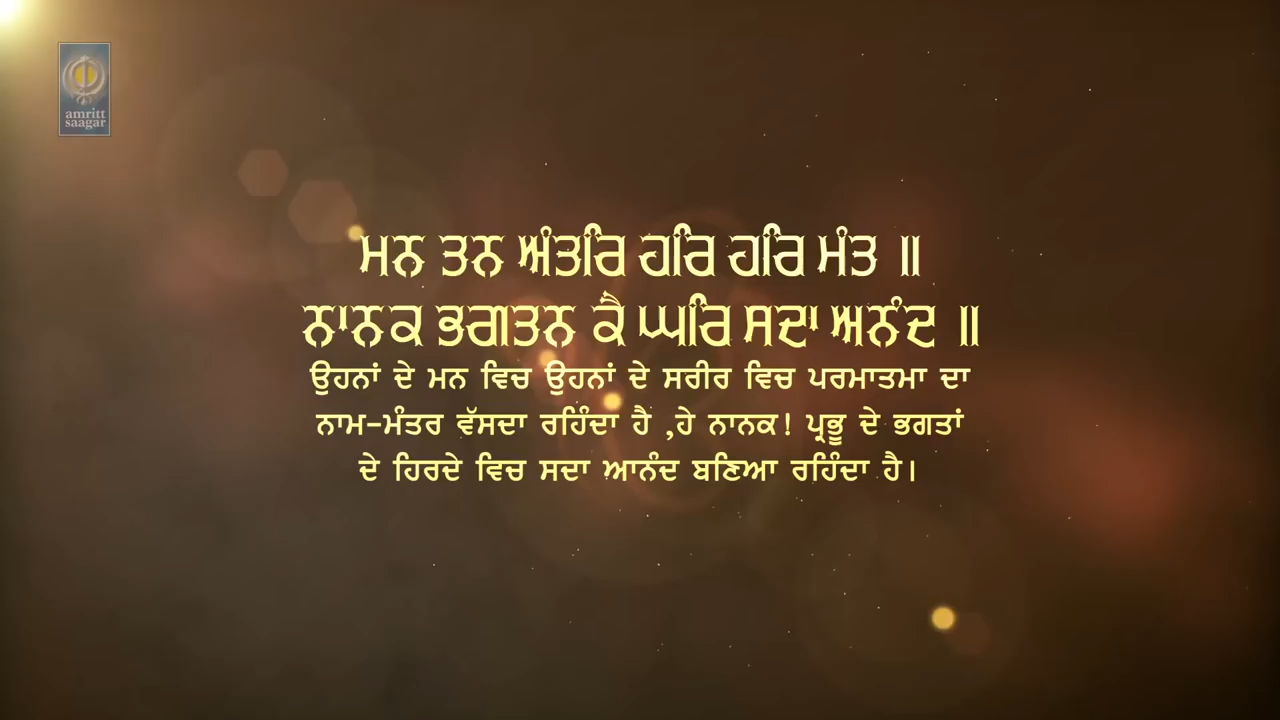 amritt
saagar
ਮਨ ਤਨ ਅੰਤਰਿ ਹਰਿ ਹਰਿ ਮੰਤ ॥
ਨਾਨਕ ਭਗਤਨ ਕੈ ਘਰਿ ਸਦਾ ਅਨੰਦ ॥
ਉਹਨਾਂ ਦੇ ਮਨ ਵਿਚ ਉਹਨਾਂ ਦੇ ਸਰੀਰ ਵਿਚ ਪਰਮਾਤਮਾ ਦਾ
ਨਾਮ-ਮੰਤਰ ਵੱਸਦਾ ਰਹਿੰਦਾ ਹੈ ,ਹੇ ਨਾਨਕ! ਪ੍ਰਭੂ ਦੇ ਭਗਤਾਂ
ਦੇ ਹਿਰਦੇ ਵਿਚ ਸਦਾ ਆਨੰਦ ਬਣਿਆ ਰਹਿੰਦਾ ਹੈ।